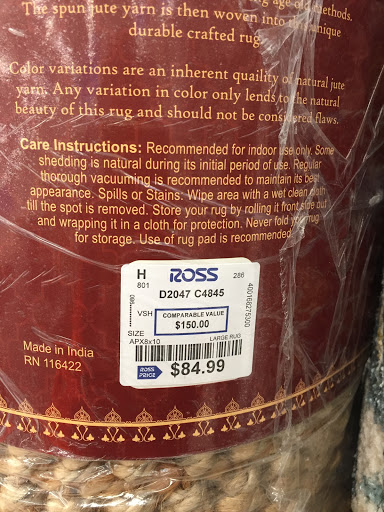 The spun jute yarn is then woven into unique
durable crafted rug.
Color variations are an inherent quaility of natural jute
yarn. Any variation in color only lends to the natural
beauty of this rug and should not be considered flaws.
Care Instructions: Recommended for indoor use only. Some
shedding is natural during its initial period of use. Regular
thorough vacuuming is recommended to maintain its best
appearance. Spills or Stains: Wipe area with a wet clean cloth
till the spot is removed. Store your rug by rolling it front side out
and wrapping it in a cloth for protection. Never fold your rug
for storage. Use of rug pad is recommended.
H ROSS 286
801
D2047 C4845
VSH COMPARABLE VALUE
$150.00
SIZE
APX8x10 LARGE RUG
ROSS PRICE $84.99
400168275300
Made in India
RN 116422